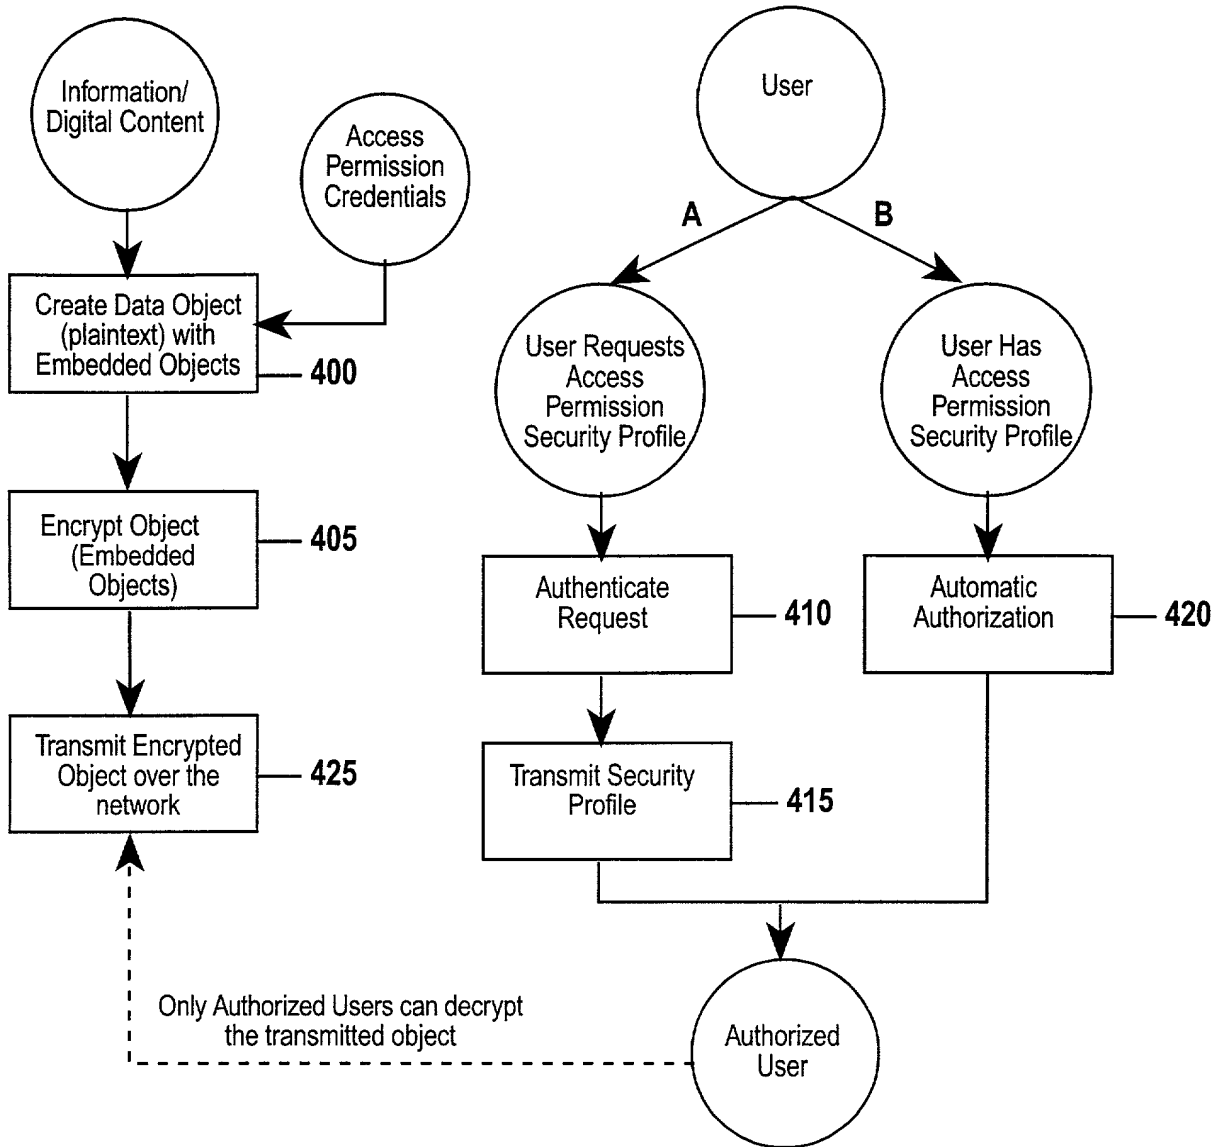 Information/
Digital Content
Access
Permission
Credentials
Create Data Object
(plaintext) with
Embedded Objects
400
Encrypt Object
(Embedded
Objects)
405
Transmit Encrypted
Object over the
network
425
User
A
B
User Requests
Access
Permission
Security Profile
User Has
Access
Permission
Security Profile
Authenticate
Request
410
Automatic
Authorization
420
Transmit Security
Profile
415
Only Authorized Users can decrypt
the transmitted object
Authorized
User